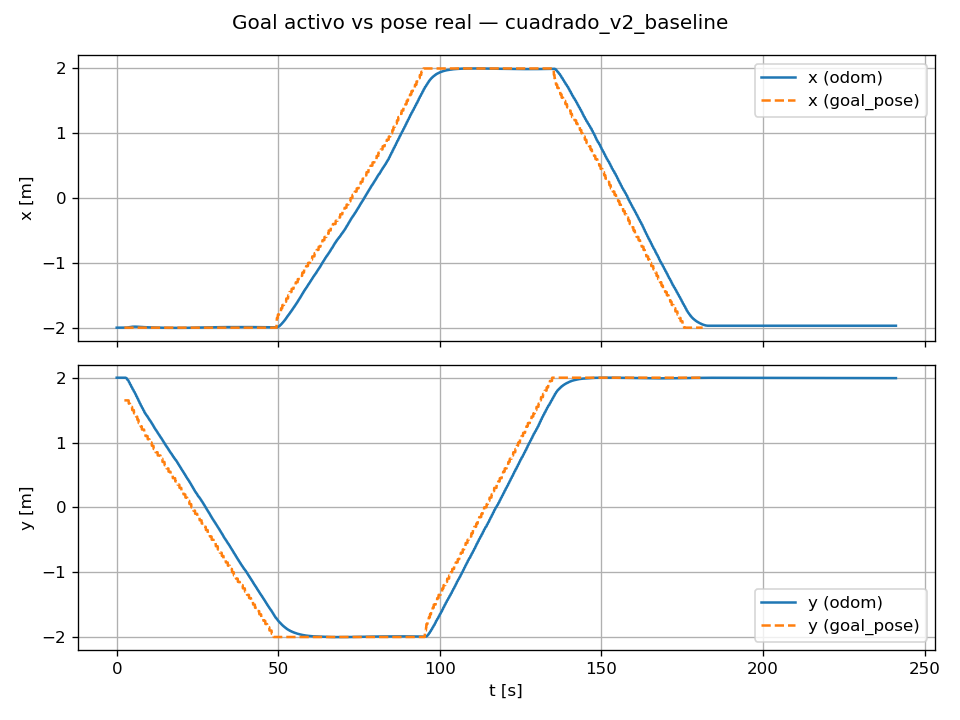 Goal activo vs pose real — cuadrado_v2_baseline
2
1
0
−1
−2
x [m]
x (odom)
x (goal_pose)
2
1
0
−1
−2
y [m]
y (odom)
y (goal_pose)
0
50
100
150
200
250
t [s]